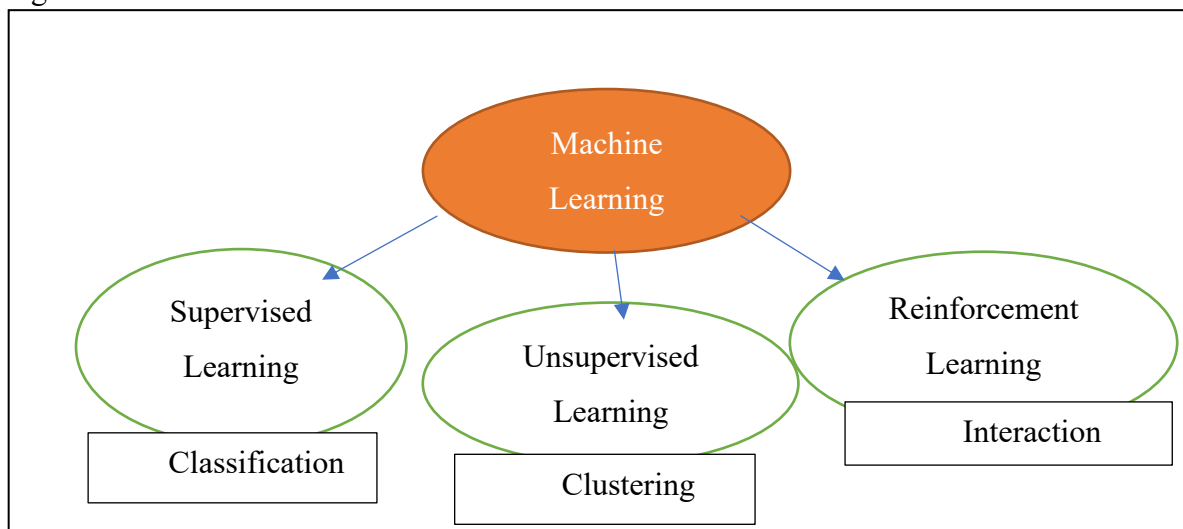 Machine
Learning
Supervised
Learning
Unsupervised
Learning
Reinforcement
Learning
Classification
Clustering
Interaction